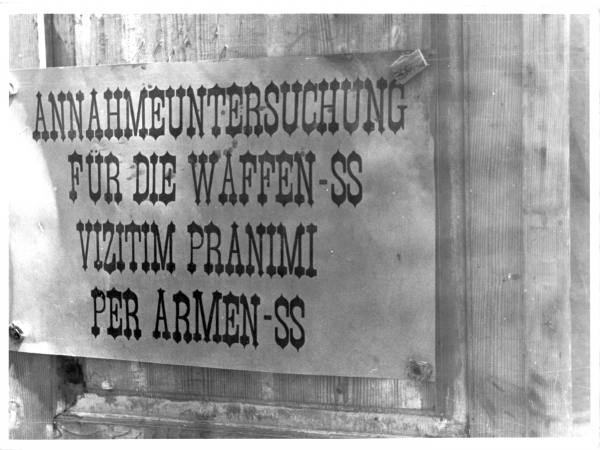 ANNAHMEUNTERSUCHUNG
FÜR DIE WAFFEN-SS
VIZITIM PRANIMI
PER ARMEN-SS